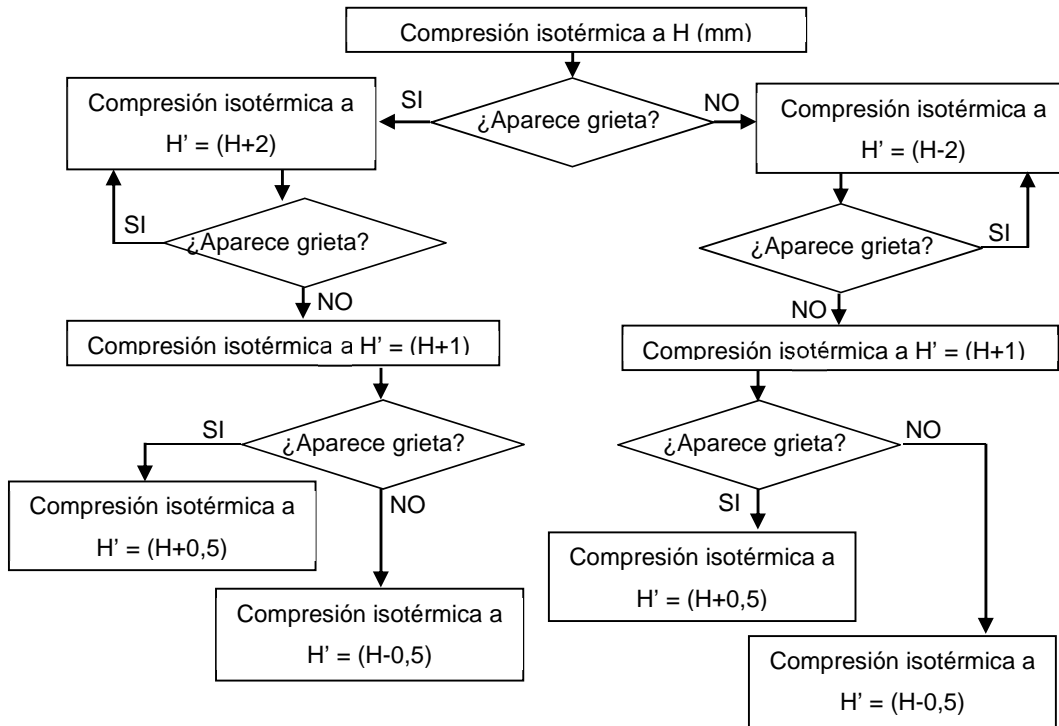 Compresión isotérmica a H (mm)
¿Aparece grieta?
SI
NO
Compresión isotérmica a
H’ = (H+2)
Compresión isotérmica a
H’ = (H-2)
¿Aparece grieta?
SI
NO
¿Aparece grieta?
SI
NO
Compresión isotérmica a H’ = (H+1)
Compresión isotérmica a H’ = (H+1)
¿Aparece grieta?
SI
NO
¿Aparece grieta?
SI
NO
Compresión isotérmica a
H’ = (H+0,5)
Compresión isotérmica a
H’ = (H-0,5)
Compresión isotérmica a
H’ = (H+0,5)
Compresión isotérmica a
H’ = (H-0,5)